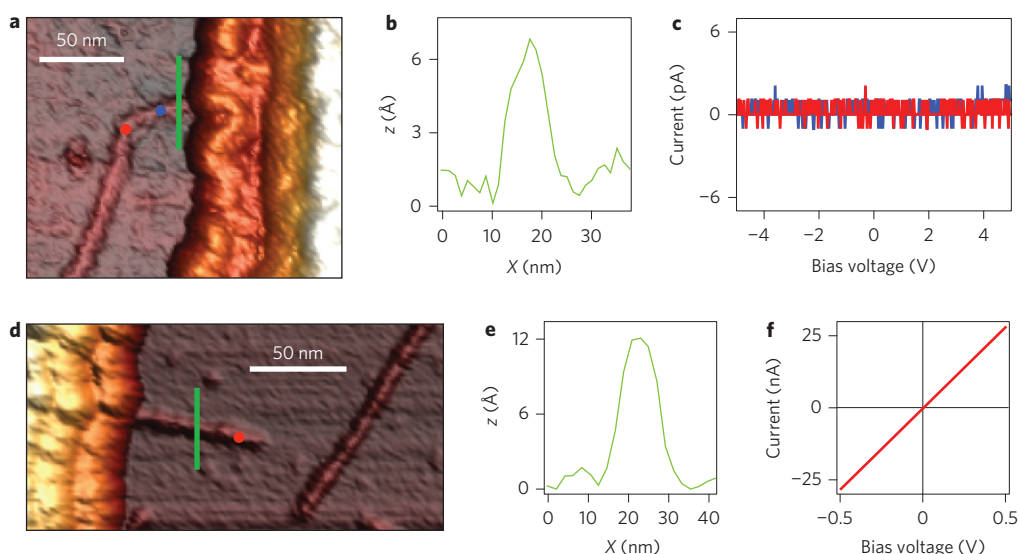 a
50 nm
b
z (Å)
6
3
0
0 10 20 30
X (nm)
c
Current (pA)
6
0
−6
−4 −2 0 2 4
Bias voltage (V)
d
50 nm
e
z (Å)
12
6
0
0 10 20 30 40
X (nm)
f
Current (nA)
25
0
−25
−0.5 0 0.5
Bias voltage (V)